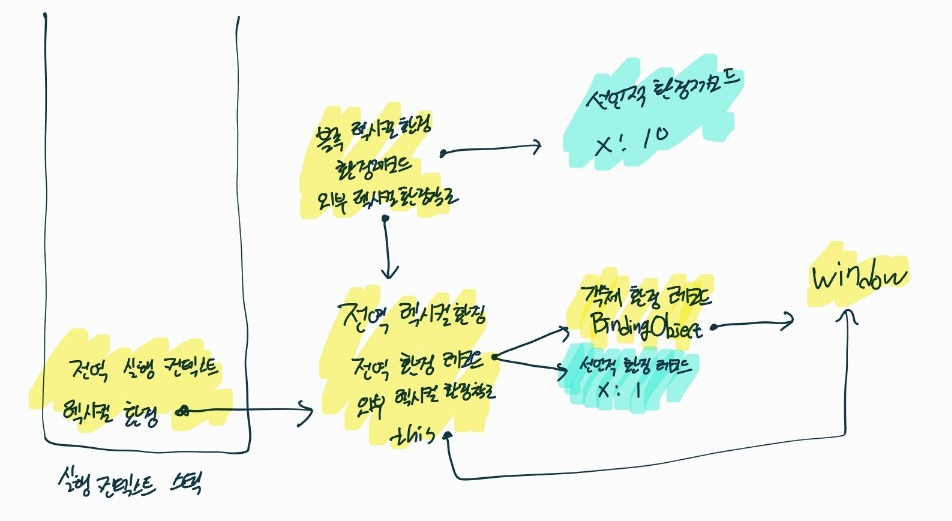 블록 렉시컬 환경
환경레코드
외부 렉시컬 환경참조
선언적 환경레코드
x: 10
전역 실행 컨텍스트
렉시컬 환경
실행 컨텍스트 스택
전역 렉시컬 환경
전역 환경 레코드
외부 렉시컬 환경참조
this
객체 환경 레코드
BindingObject
선언적 환경 레코드
x: 1
window